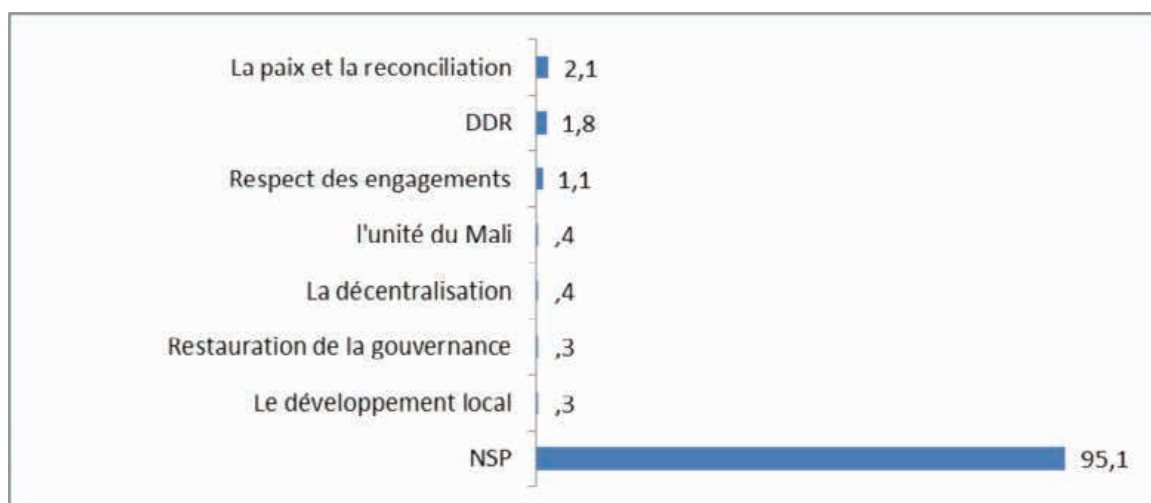 La paix et la reconciliation 2,1
DDR 1,8
Respect des engagements 1,1
l'unité du Mali ,4
La décentralisation ,4
Restauration de la gouvernance ,3
Le développement local ,3
NSP 95,1